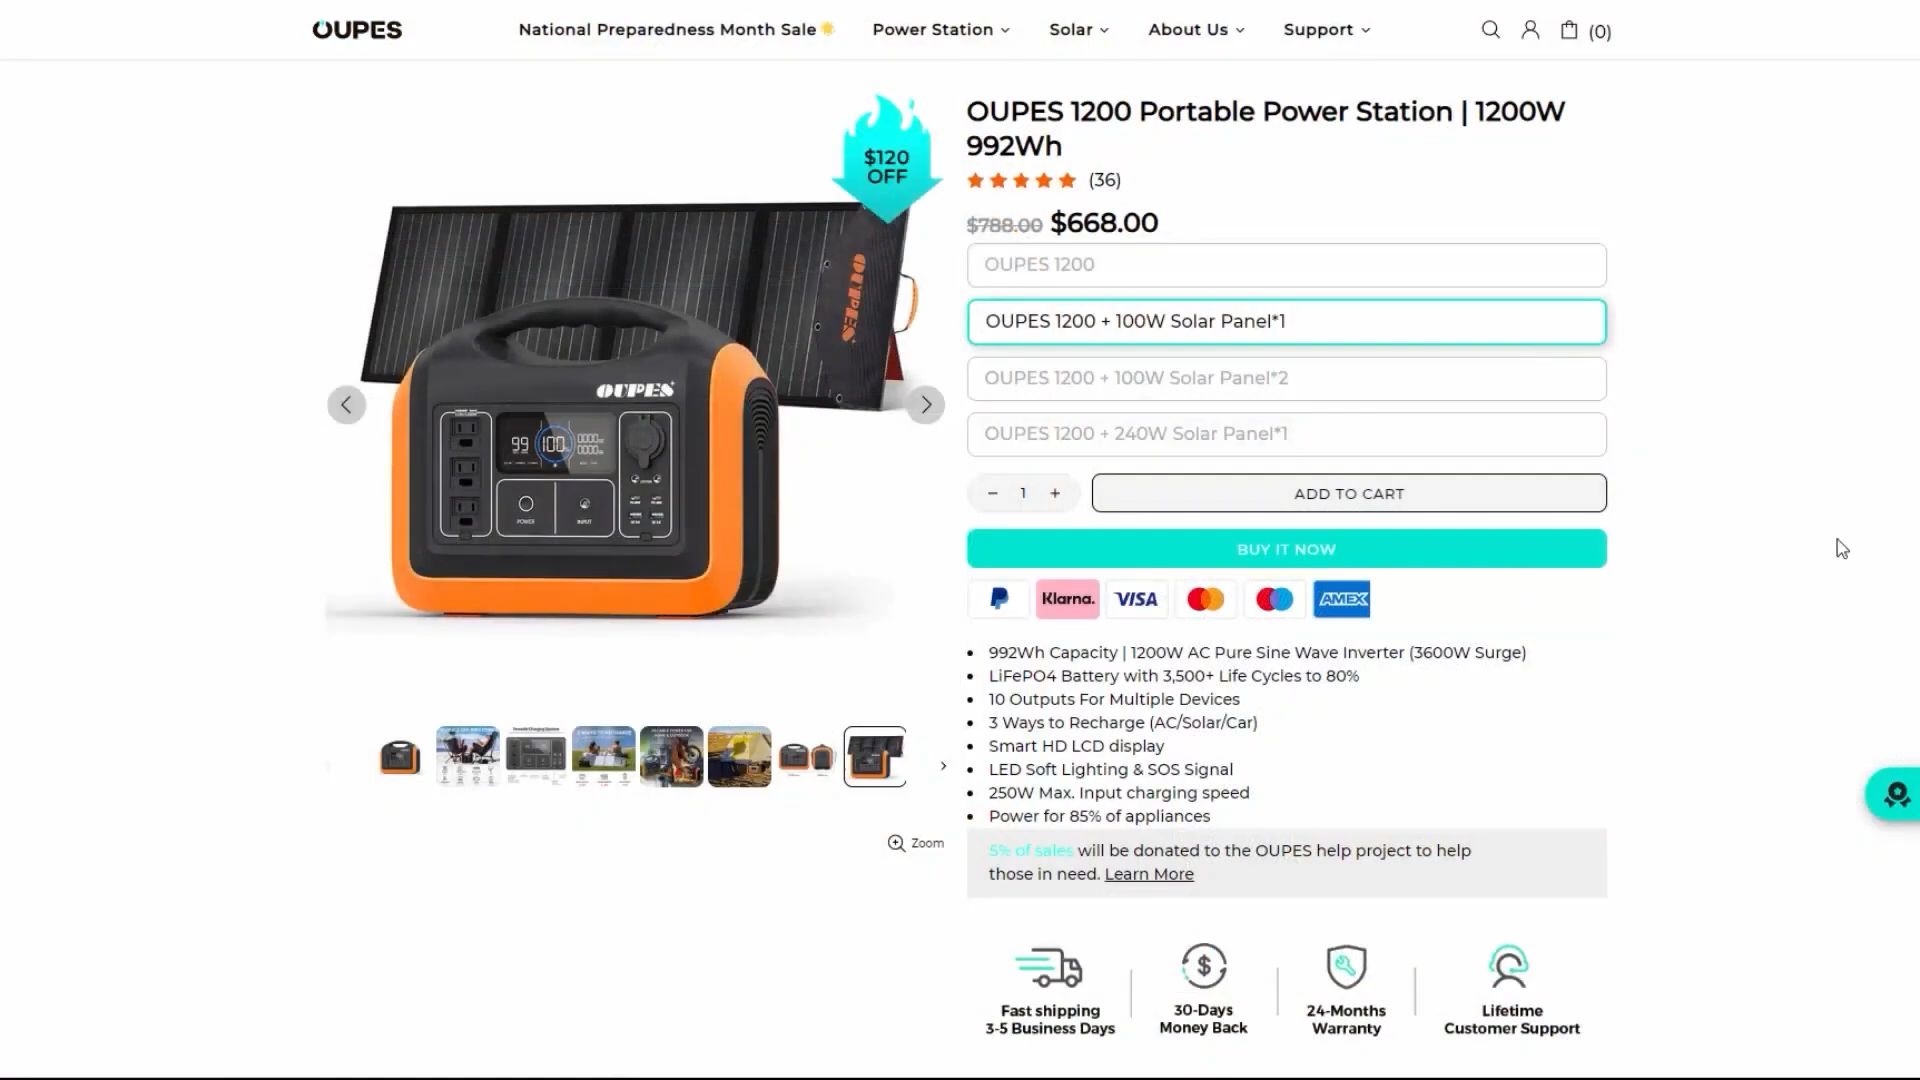 OUPES
National Preparedness Month Sale
Power Station
Solar
About Us
Support
(0)
$120
OFF
OUPES
OUPES
99
100
POWER
INPUT
Zoom
OUPES 1200 Portable Power Station | 1200W
992Wh
(36)
$788.00 $668.00
OUPES 1200
OUPES 1200 + 100W Solar Panel*1
OUPES 1200 + 100W Solar Panel*2
OUPES 1200 + 240W Solar Panel*1
− 1 +
ADD TO CART
BUY IT NOW
Klarna.
VISA
AMEX
• 992Wh Capacity | 1200W AC Pure Sine Wave Inverter (3600W Surge)
• LiFePO4 Battery with 3,500+ Life Cycles to 80%
• 10 Outputs For Multiple Devices
• 3 Ways to Recharge (AC/Solar/Car)
• Smart HD LCD display
• LED Soft Lighting & SOS Signal
• 250W Max. Input charging speed
• Power for 85% of appliances
5% of sales will be donated to the OUPES help project to help
those in need. Learn More
Fast shipping
3-5 Business Days
30-Days
Money Back
24-Months
Warranty
Lifetime
Customer Support